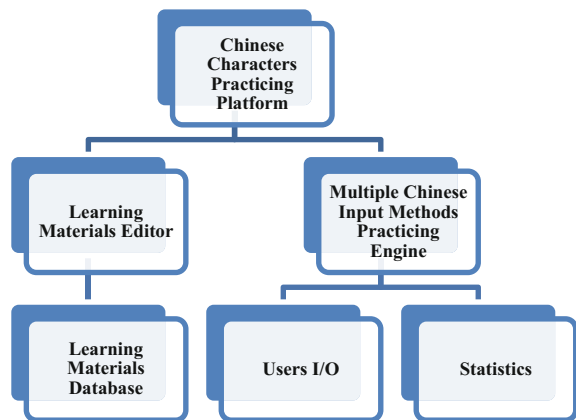 Chinese
Characters
Practicing
Platform
Learning
Materials Editor
Multiple Chinese
Input Methods
Practicing
Engine
Learning
Materials
Database
Users I/O
Statistics